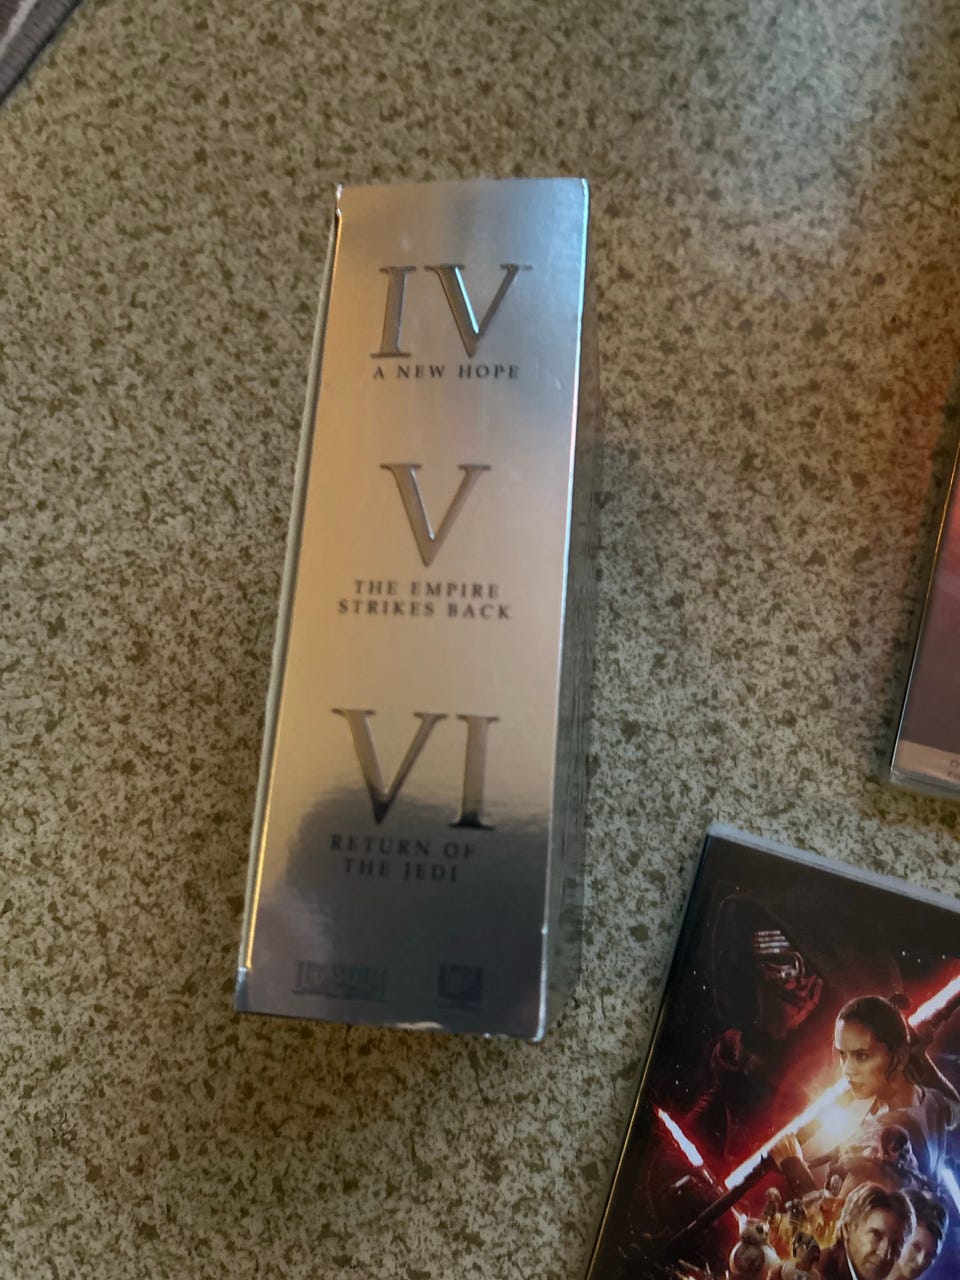 IV
A NEW HOPE
V
THE EMPIRE
STRIKES BACK
VI
RETURN OF
THE JEDI